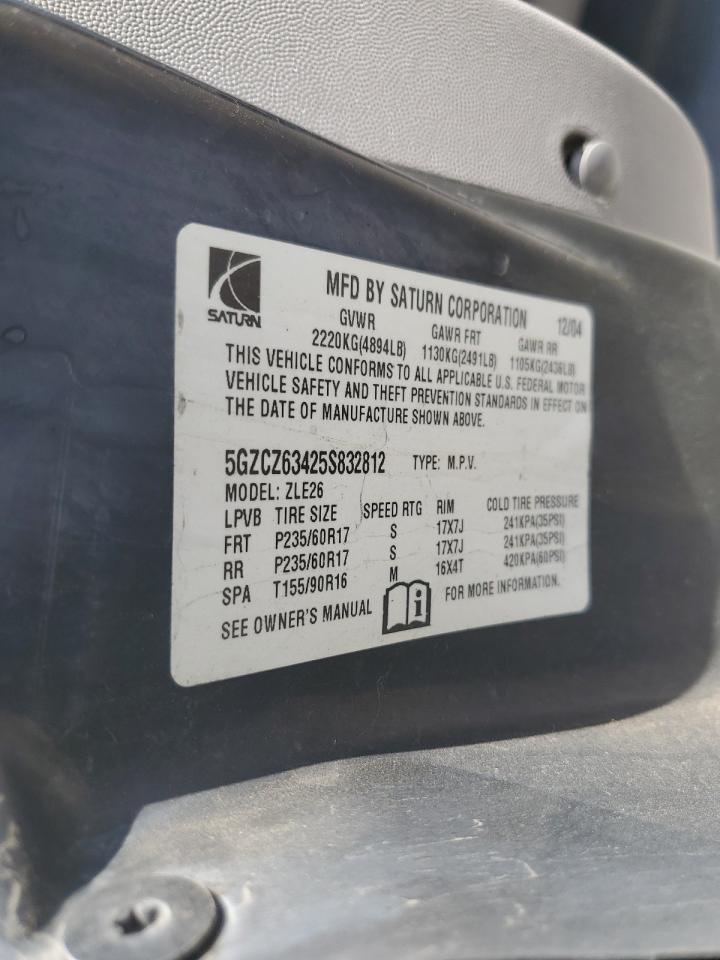 SATURN
MFD BY SATURN CORPORATION 12/04
GVWR GAWR FRT GAWR RR
2220KG(4894LB) 1130KG(2491LB) 1105KG(2436LB)
THIS VEHICLE CONFORMS TO ALL APPLICABLE U.S. FEDERAL MOTOR
VEHICLE SAFETY AND THEFT PREVENTION STANDARDS IN EFFECT ON
THE DATE OF MANUFACTURE SHOWN ABOVE.
5GZCZ63425S832812 TYPE: M.P.V.
MODEL: ZLE26
LPVB TIRE SIZE SPEED RTG RIM COLD TIRE PRESSURE
FRT P235/60R17 S 17X7J 241KPA(35PSI)
RR P235/60R17 S 17X7J 241KPA(35PSI)
SPA T155/90R16 M 16X4T 420KPA(60PSI)
SEE OWNER'S MANUAL i FOR MORE INFORMATION.